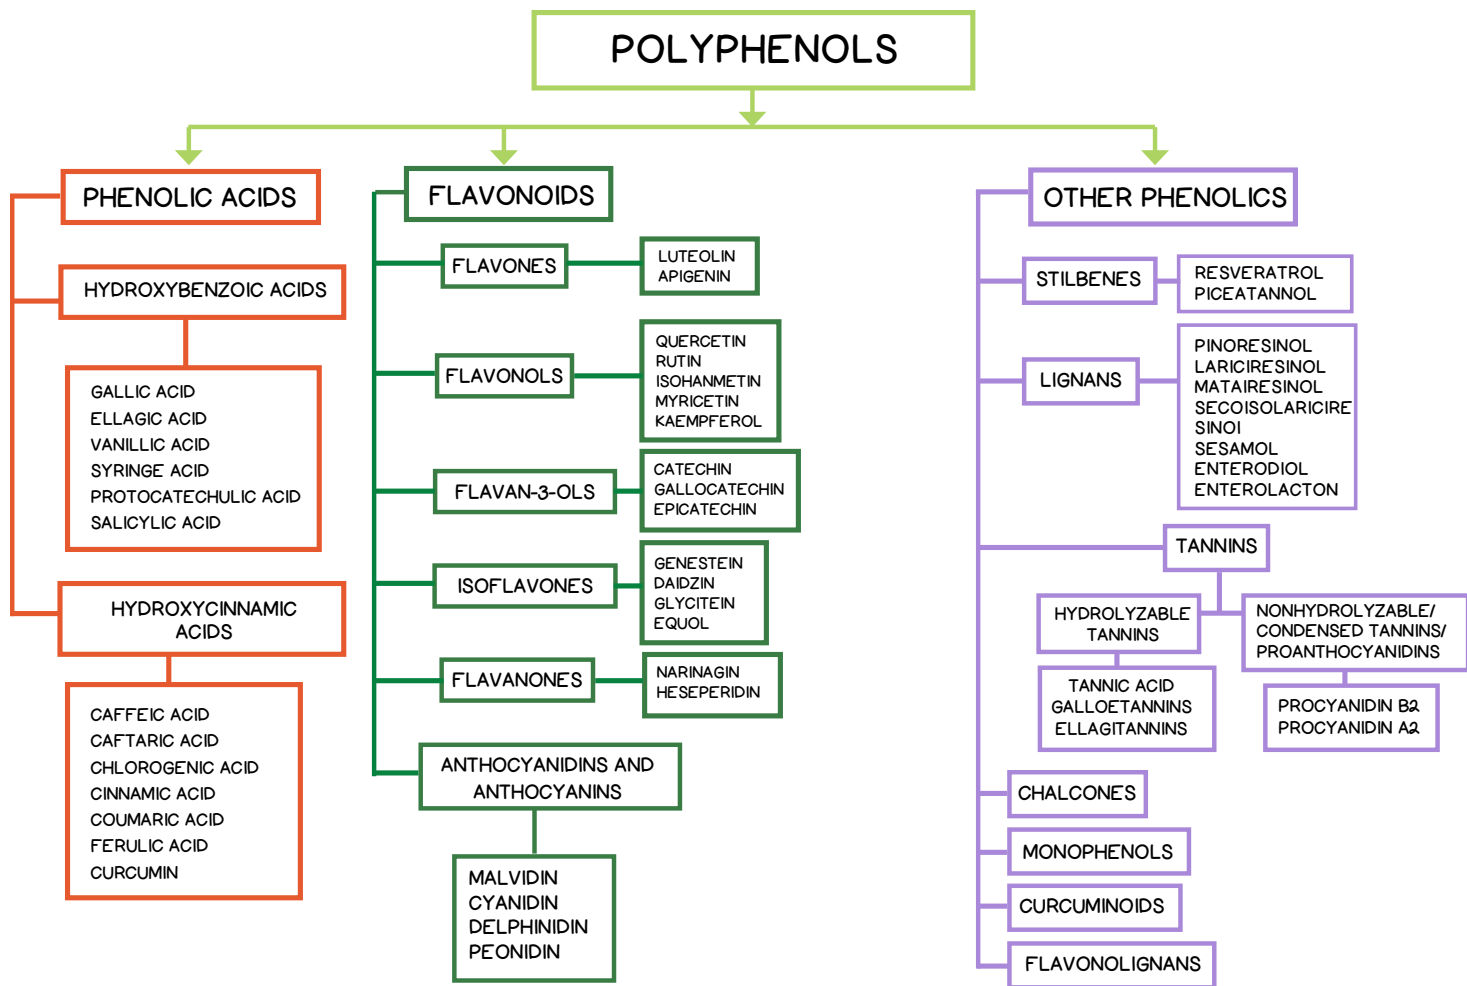 POLYPHENOLS
PHENOLIC ACIDS
HYDROXYBENZOIC ACIDS
GALLIC ACID
ELLAGIC ACID
VANILLIC ACID
SYRINGE ACID
PROTOCATECHULIC ACID
SALICYLIC ACID
HYDROXYCINNAMIC
ACIDS
CAFFEIC ACID
CAFTARIC ACID
CHLOROGENIC ACID
CINNAMIC ACID
COUMARIC ACID
FERULIC ACID
CURCUMIN
FLAVONOIDS
FLAVONES
LUTEOLIN
APIGENIN
FLAVONOLS
QUERCETIN
RUTIN
ISOHANMETIN
MYRICETIN
KAEMPFEROL
FLAVAN-3-OLS
CATECHIN
GALLOCATECHIN
EPICATECHIN
ISOFLAVONES
GENESTEIN
DAIDZIN
GLYCITEIN
EQUOL
FLAVANONES
NARINAGIN
HESEPERIDIN
ANTHOCYANIDINS AND
ANTHOCYANINS
MALVIDIN
CYANIDIN
DELPHINIDIN
PEONIDIN
OTHER PHENOLICS
STILBENES
RESVERATROL
PICEATANNOL
LIGNANS
PINORESINOL
LARICIRESINOL
MATAIRESINOL
SECOISOLARICIRE
SINOI
SESAMOL
ENTERODIOL
ENTEROLACTON
TANNINS
HYDROLYZABLE
TANNINS
TANNIC ACID
GALLOETANNINS
ELLAGITANNINS
NONHYDROLYZABLE/
CONDENSED TANNINS/
PROANTHOCYANIDINS
PROCYANIDIN B2
PROCYANIDIN A2
CHALCONES
MONOPHENOLS
CURCUMINOIDS
FLAVONOLIGNANS